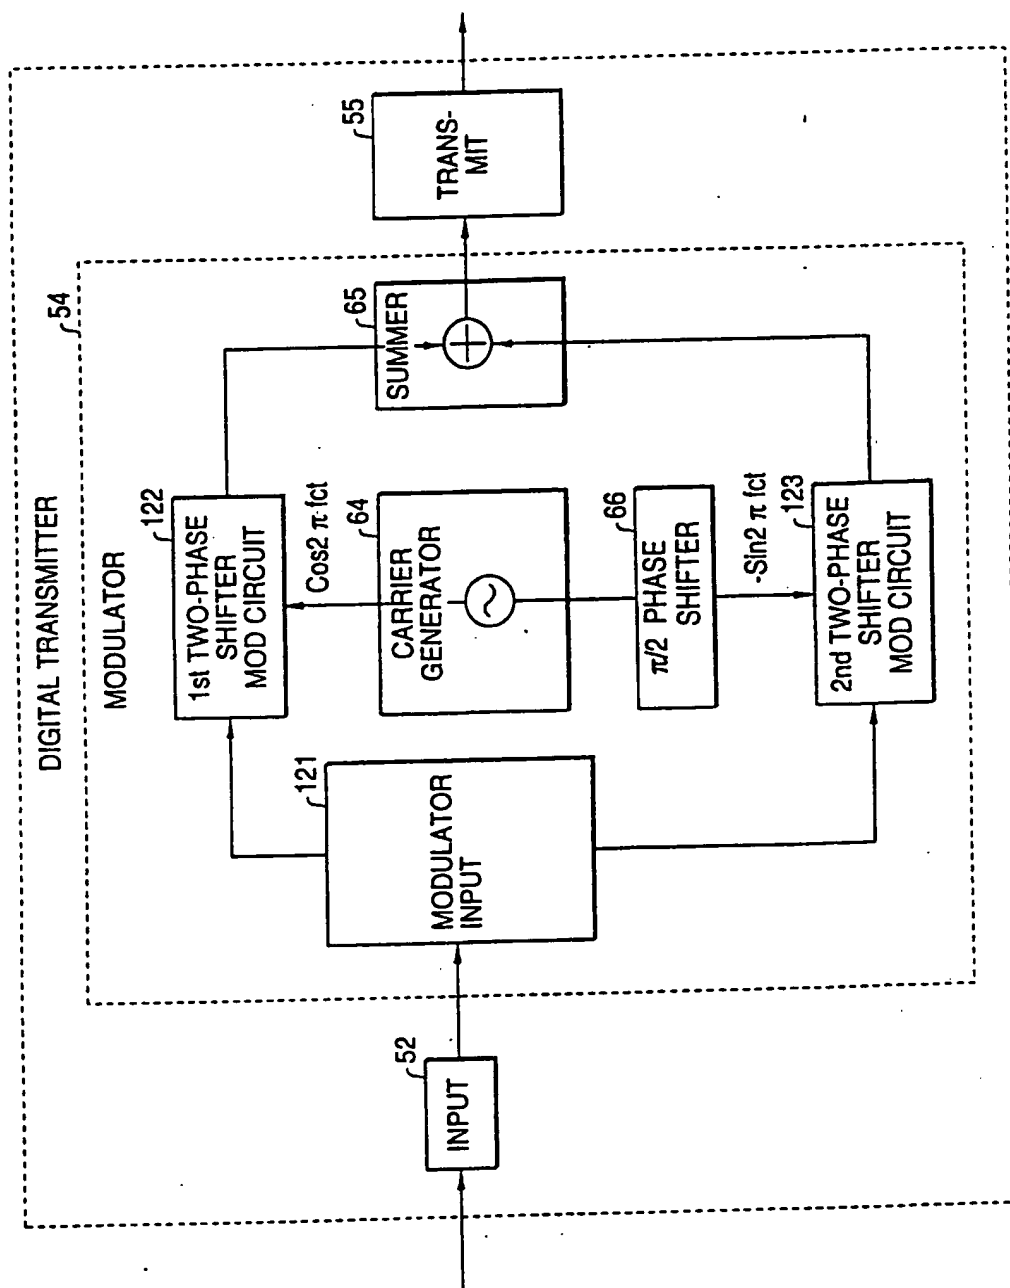 DIGITAL TRANSMITTER
MODULATOR
54
INPUT
52
MODULATOR
INPUT
121
1st TWO-PHASE
SHIFTER
MOD CIRCUIT
122
Cos2 π fct
CARRIER
GENERATOR
64
π/2 PHASE
SHIFTER
66
-Sin2 π fct
2nd TWO-PHASE
SHIFTER
MOD CIRCUIT
123
SUMMER
65
TRANS-
MIT
55